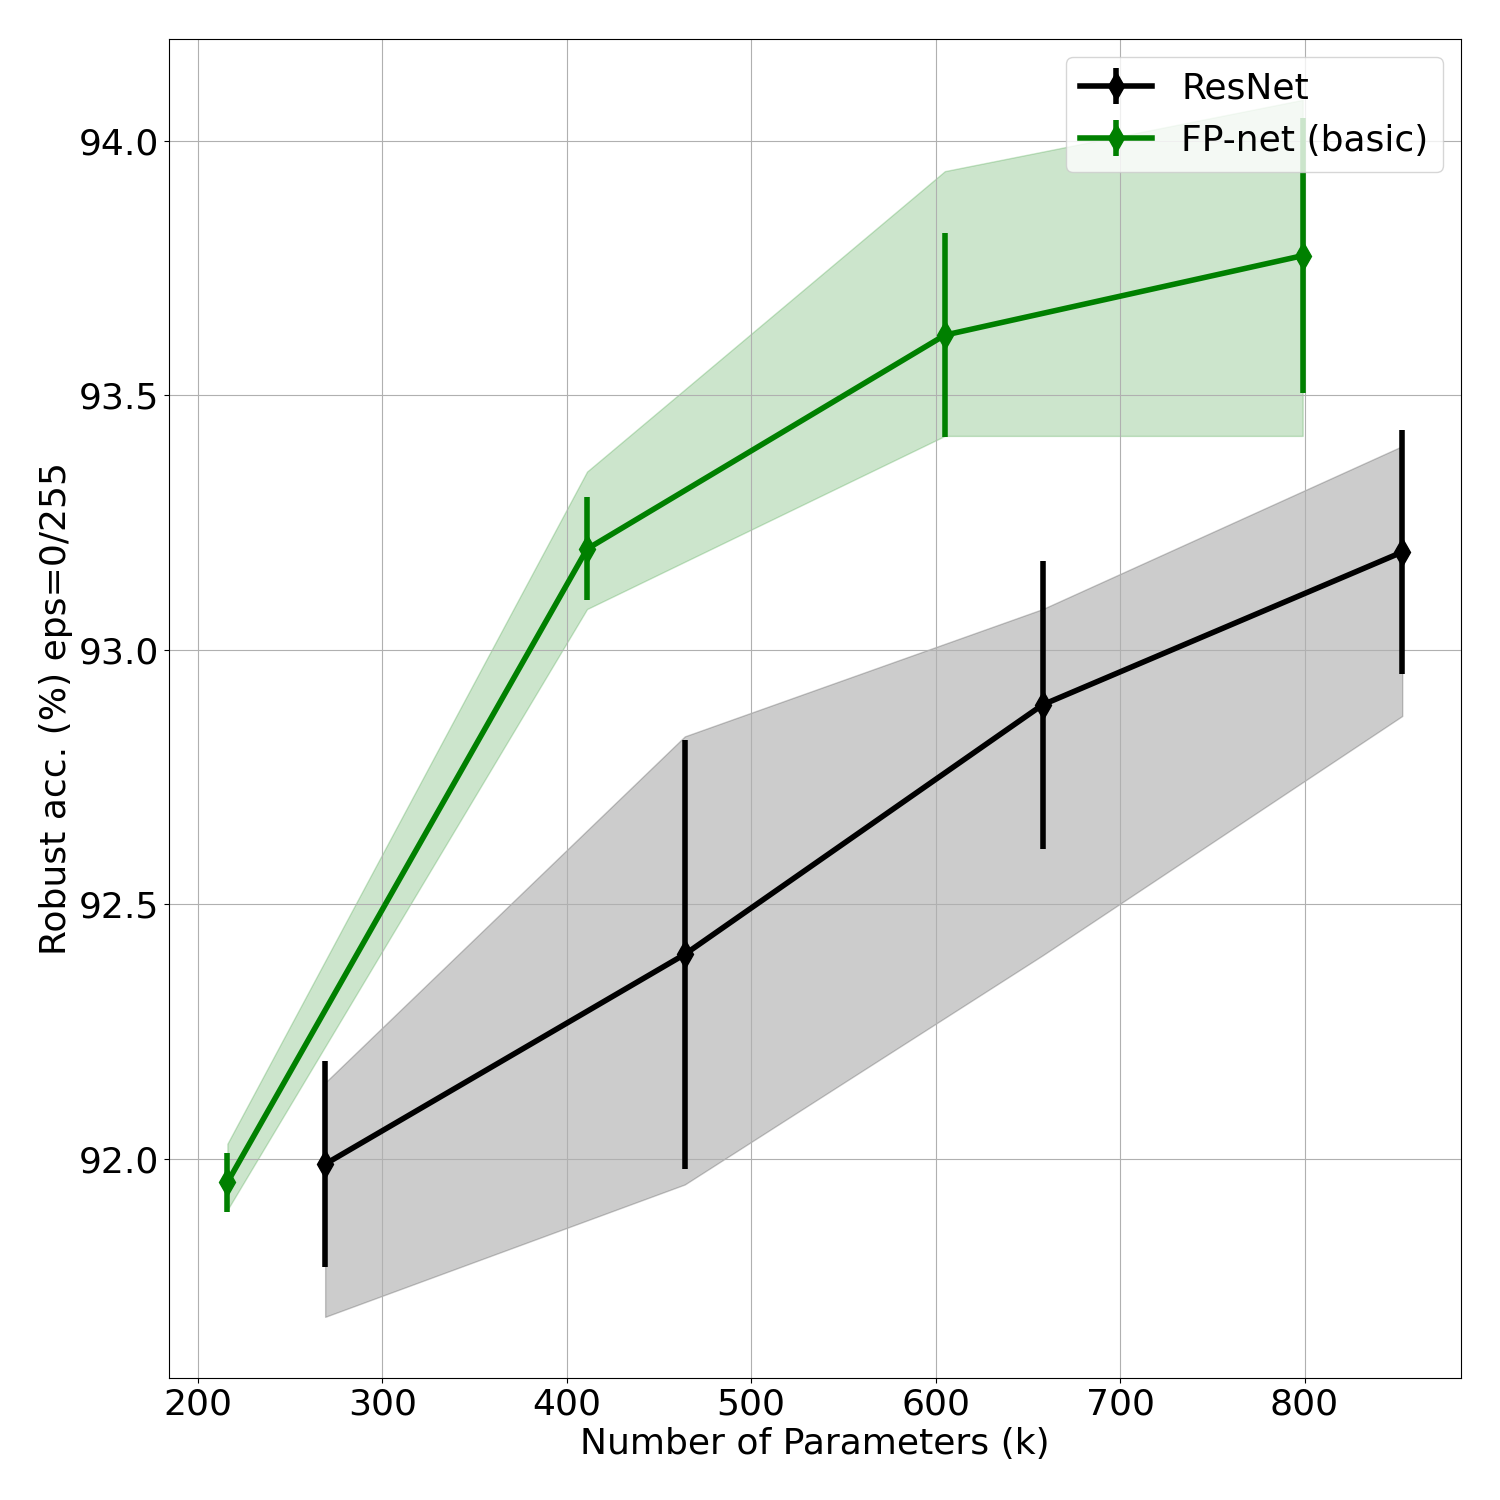 ResNet
FP-net (basic)
94.0
93.5
93.0
92.5
92.0
Robust acc. (%) eps=0/255
200 300 400 500 600 700 800
Number of Parameters (k)